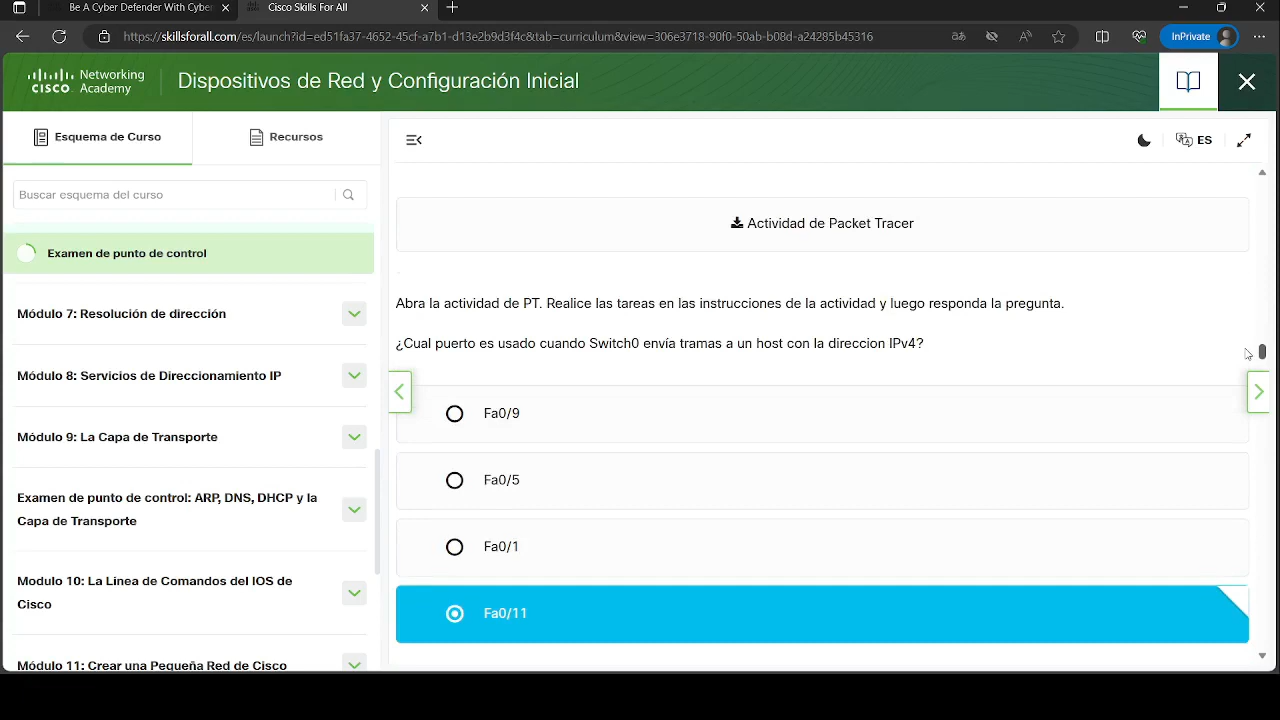 Be A Cyber Defender With Cyber
Cisco Skills For All
https://skillsforall.com/es/launch?id=ed51fa37-4652-45cf-a7b1-d13e2b9d3f4c&tab=curriculum&view=306e3718-90f0-50ab-b08d-a24285b45316
InPrivate
Networking
CISCO Academy
Dispositivos de Red y Configuración Inicial
Esquema de Curso
Recursos
ES
Buscar esquema del curso
Actividad de Packet Tracer
Examen de punto de control
Abra la actividad de PT. Realice las tareas en las instrucciones de la actividad y luego responda la pregunta.
Módulo 7: Resolución de dirección
¿Cual puerto es usado cuando Switch0 envía tramas a un host con la direccion IPv4?
Módulo 8: Servicios de Direccionamiento IP
Fa0/9
Módulo 9: La Capa de Transporte
Fa0/5
Examen de punto de control: ARP, DNS, DHCP y la
Capa de Transporte
Fa0/1
Modulo 10: La Linea de Comandos del IOS de
Cisco
Fa0/11
Módulo 11: Crear una Pequeña Red de Cisco